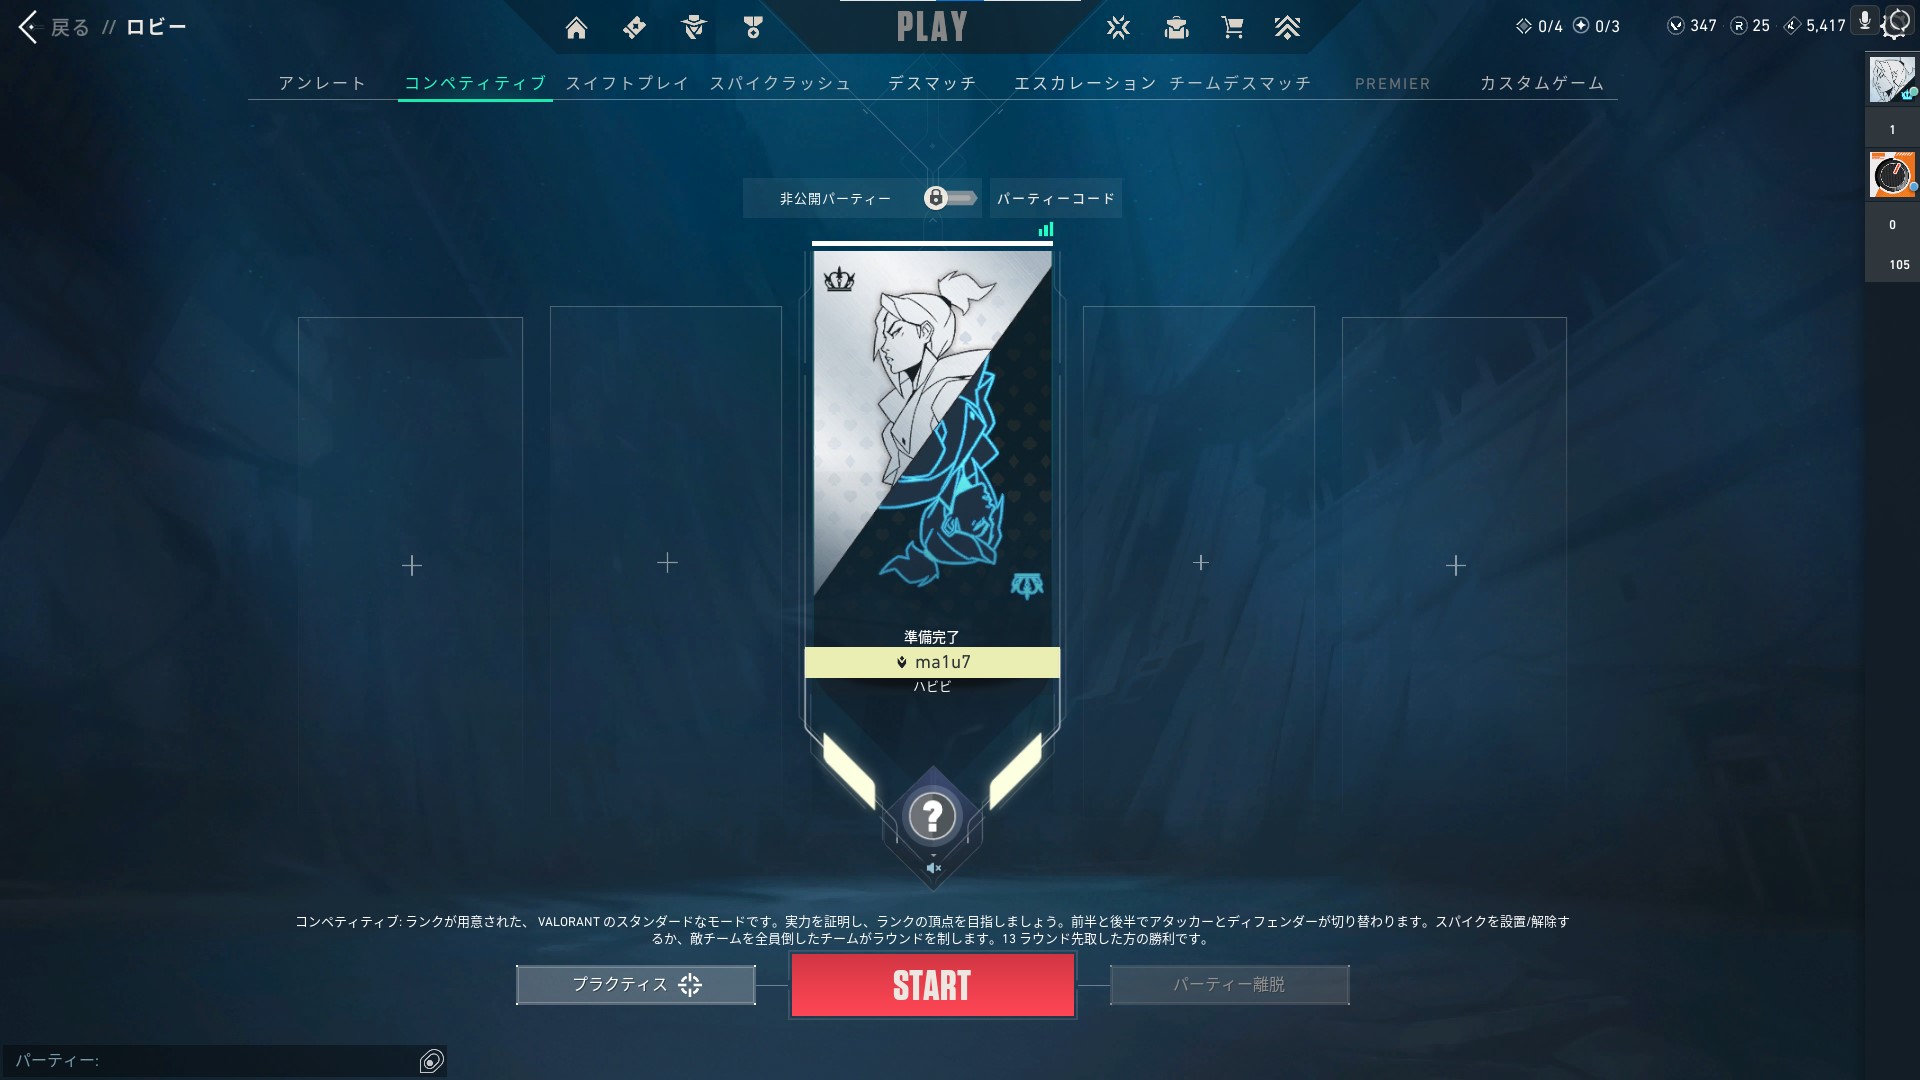 戻る // ロビー
PLAY
0/4 0/3 347 25 5,417
アンレート コンペティティブ スイフトプレイ スパイクラッシュ デスマッチ エスカレーション チームデスマッチ PREMIER カスタムゲーム
1
非公開パーティー パーティーコード
0
105
準備完了
ma1u7
ハビビ
?
コンペティティブ: ランクが用意された、 VALORANT のスタンダードなモードです。実力を証明し、ランクの頂点を目指しましょう。前半と後半でアタッカーとディフェンダーが切り替わります。スパイクを設置/解除す
るか、敵チームを全員倒したチームがラウンドを制します。13 ラウンド先取した方の勝利です。
プラクティス START パーティー離脱
パーティー: